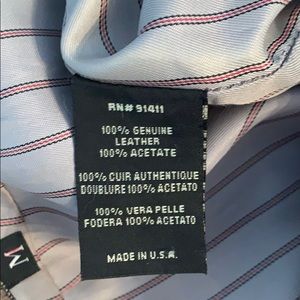 RN# 91411
100% GENUINE
LEATHER
100% ACETATE
100% CUIR AUTHENTIQUE
DOUBLURE 100% ACETATO
100% VERA PELLE
FODERA 100% ACETATO
MADE IN U.S.A.
M